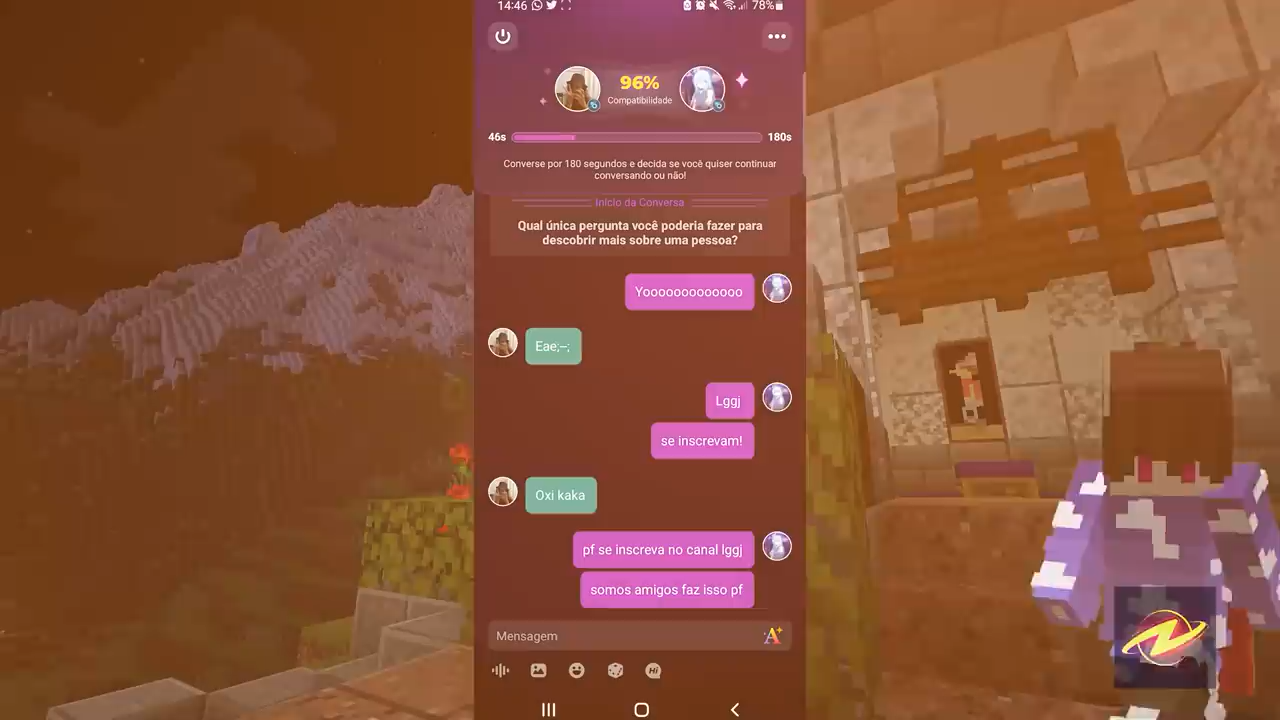 14:46
78%
96%
Compatibilidade
46s
180s
Converse por 180 segundos e decida se você quiser continuar
conversando ou não!
Início da Conversa
Qual única pergunta você poderia fazer para
descobrir mais sobre uma pessoa?
Yooooooooooooo
Eae;–;
Lggj
se inscrevam!
Oxi kaka
pf se inscreva no canal lggj
somos amigos faz isso pf
Mensagem
A
Hi